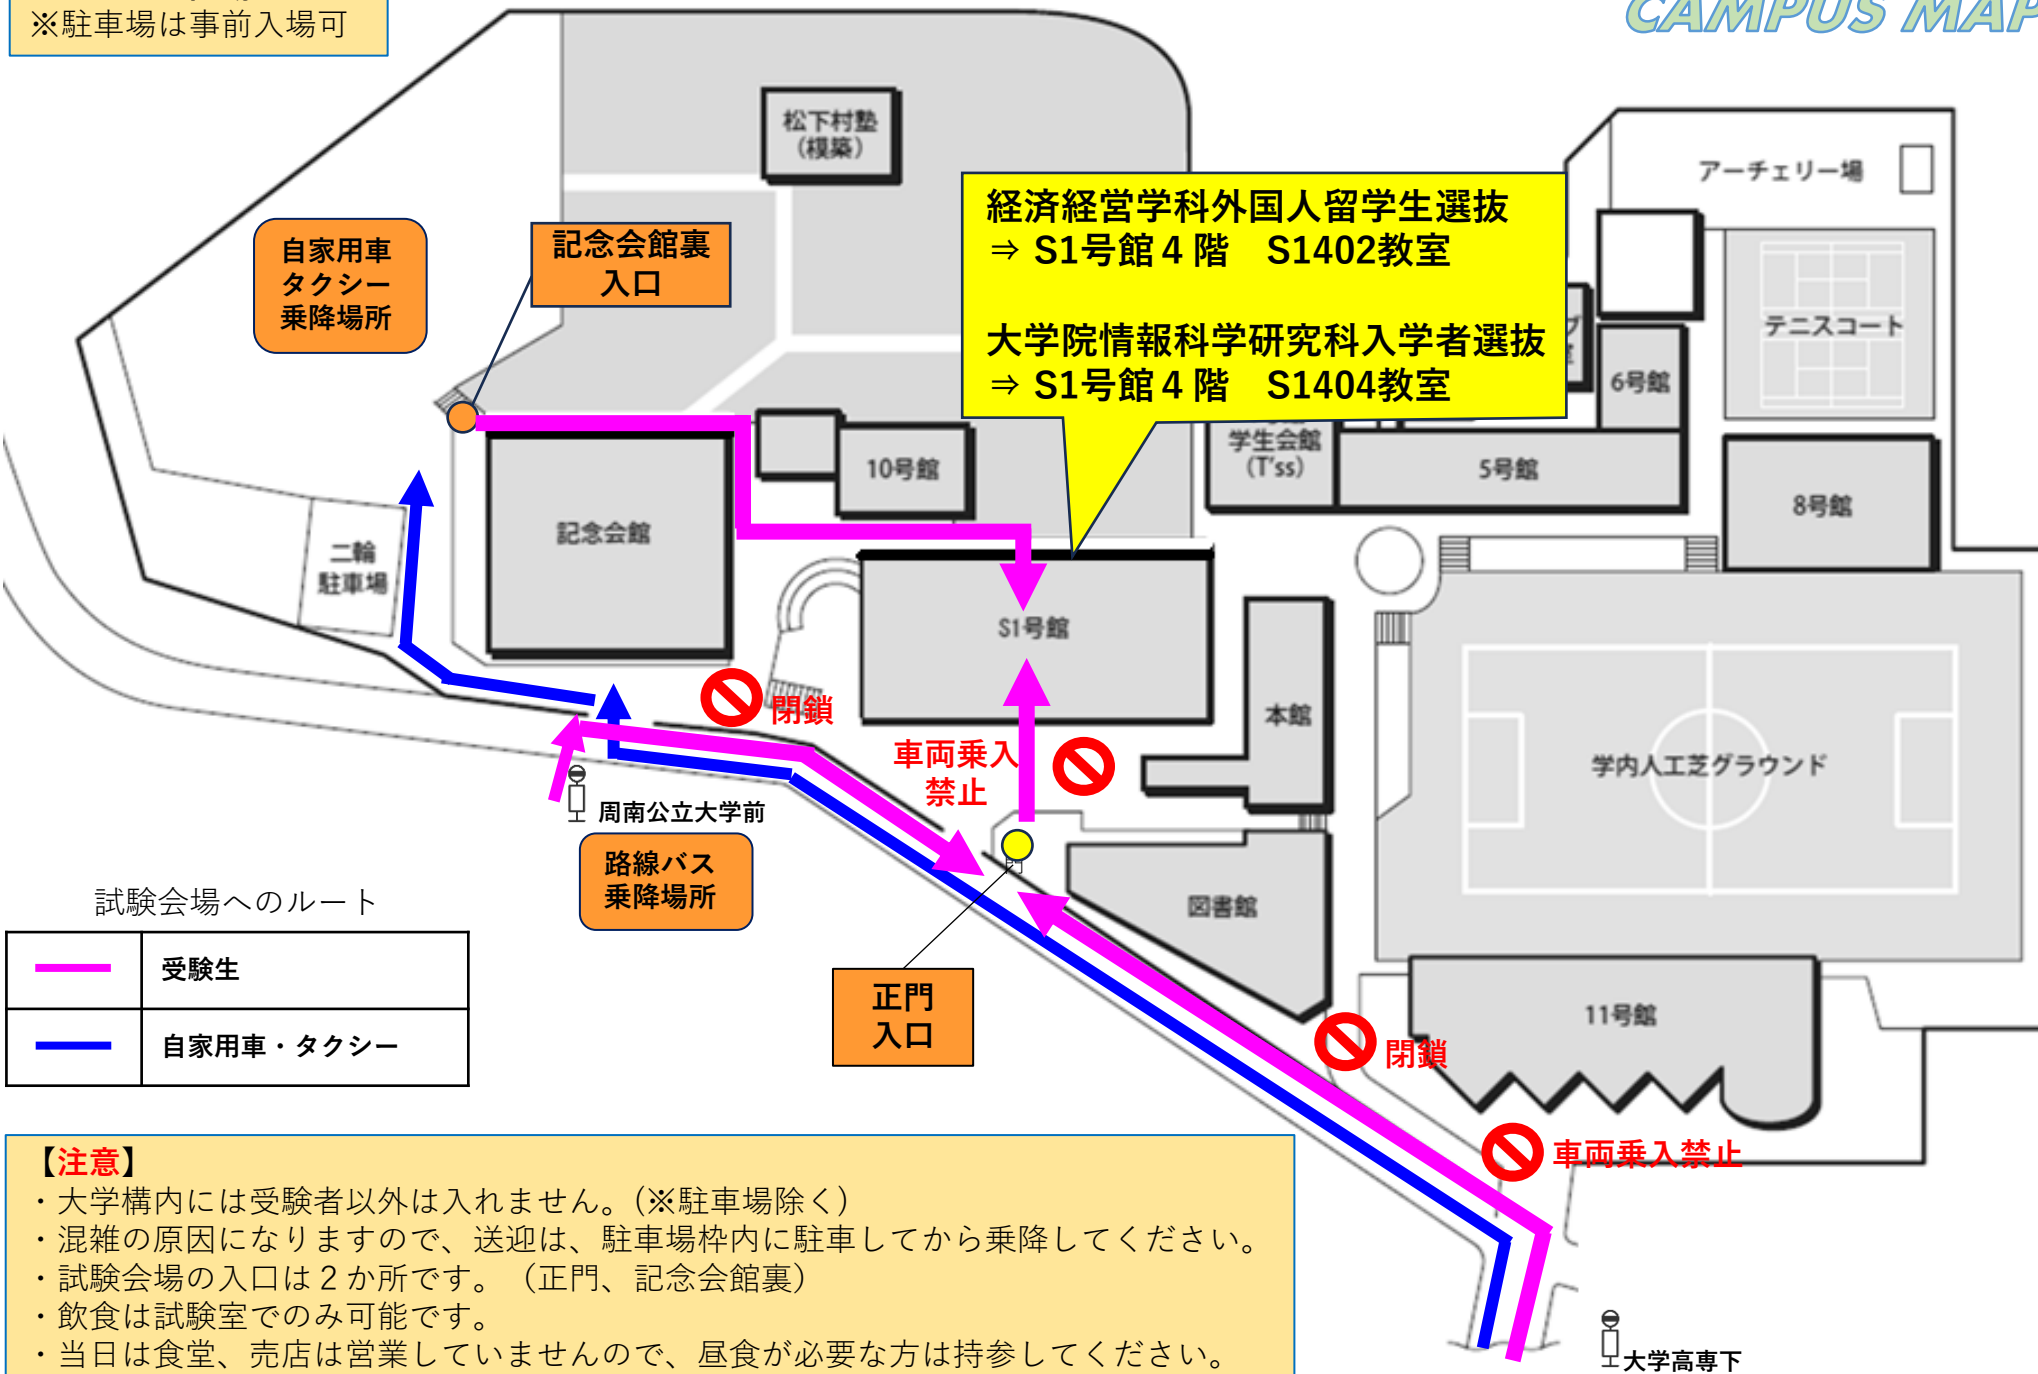 ※駐車場は事前入場可
CAMPUS MAP
松下村塾
（模築）
アーチェリー場
経済経営学科外国人留学生選抜
⇒ S1号館４階　S1402教室
大学院情報科学研究科入学者選抜
⇒ S1号館４階　S1404教室
自家用車
タクシー
乗降場所
記念会館裏
入口
テニスコート
6号館
学生会館
(T'ss)
5号館
10号館
8号館
記念会館
二輪
駐車場
S1号館
閉鎖
本館
車両乗入
禁止
学内人工芝グラウンド
周南公立大学前
路線バス
乗降場所
図書館
試験会場へのルート
受験生
自家用車・タクシー
正門
入口
11号館
閉鎖
車両乗入禁止
【注意】
・大学構内には受験者以外は入れません。（※駐車場除く）
・混雑の原因になりますので、送迎は、駐車場枠内に駐車してから乗降してください。
・試験会場の入口は２か所です。（正門、記念会館裏）
・飲食は試験室でのみ可能です。
・当日は食堂、売店は営業していませんので、昼食が必要な方は持参してください。
大学高専下